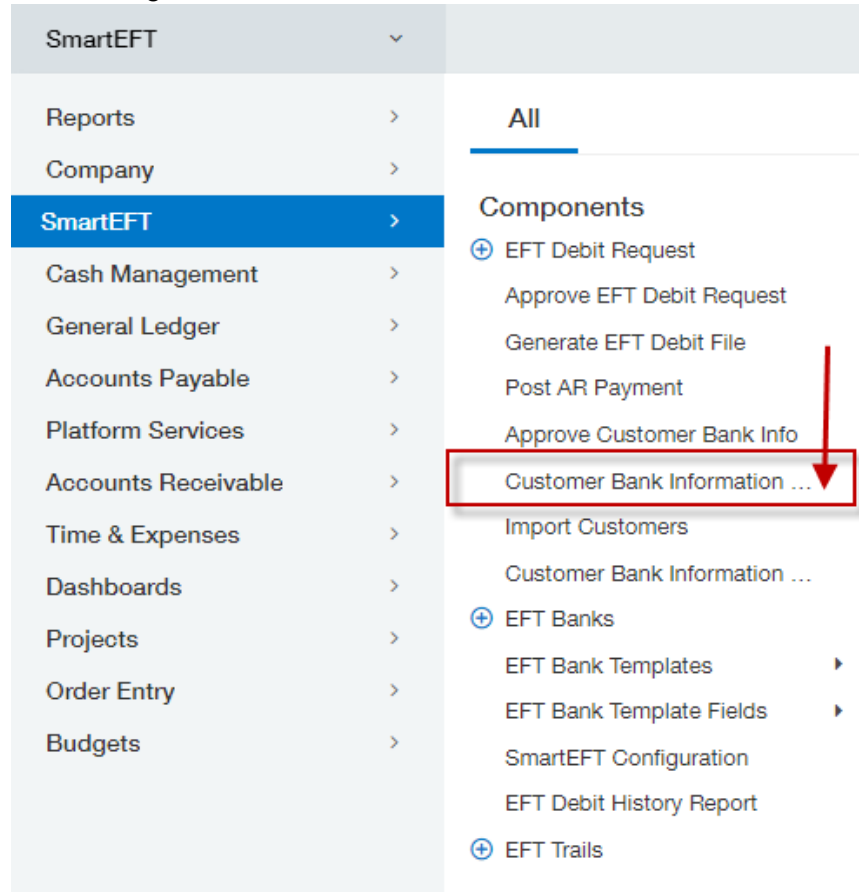 SmartEFT
Reports
Company
SmartEFT
Cash Management
General Ledger
Accounts Payable
Platform Services
Accounts Receivable
Time & Expenses
Dashboards
Projects
Order Entry
Budgets
All
Components
EFT Debit Request
Approve EFT Debit Request
Generate EFT Debit File
Post AR Payment
Approve Customer Bank Info
Customer Bank Information ...
Import Customers
Customer Bank Information ...
EFT Banks
EFT Bank Templates
EFT Bank Template Fields
SmartEFT Configuration
EFT Debit History Report
EFT Trails